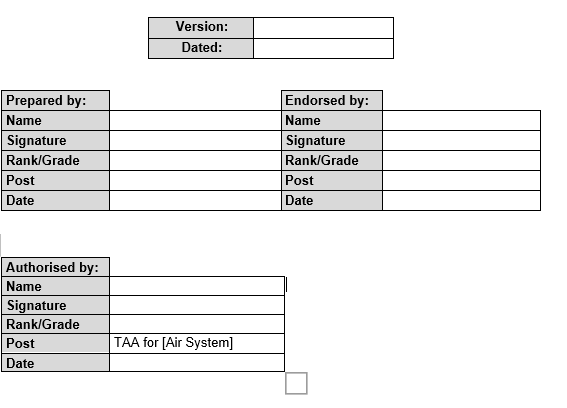 Version:
Dated:
Prepared by: Endorsed by:
Name Name
Signature Signature
Rank/Grade Rank/Grade
Post Post
Date Date
Authorised by:
Name
Signature
Rank/Grade
Post TAA for [Air System]
Date